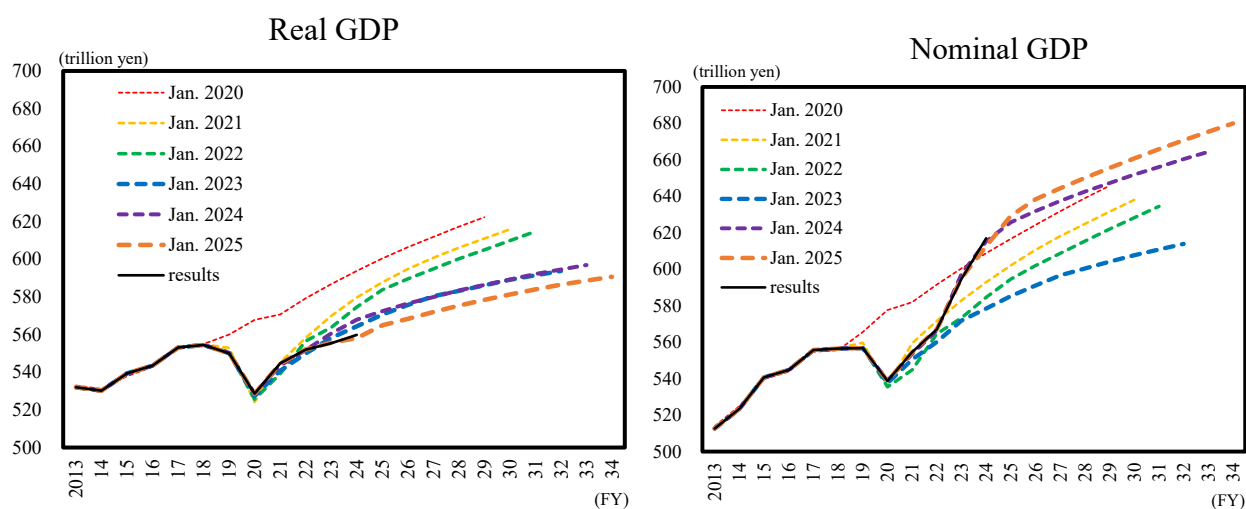 Real GDP
(trillion yen)
700
680
660
640
620
600
580
560
540
520
500
Jan. 2020
Jan. 2021
Jan. 2022
Jan. 2023
Jan. 2024
Jan. 2025
results
2013 14 15 16 17 18 19 20 21 22 23 24 25 26 27 28 29 30 31 32 33 34
(FY)
Nominal GDP
(trillion yen)
700
680
660
640
620
600
580
560
540
520
500
Jan. 2020
Jan. 2021
Jan. 2022
Jan. 2023
Jan. 2024
Jan. 2025
results
2013 14 15 16 17 18 19 20 21 22 23 24 25 26 27 28 29 30 31 32 33 34
(FY)